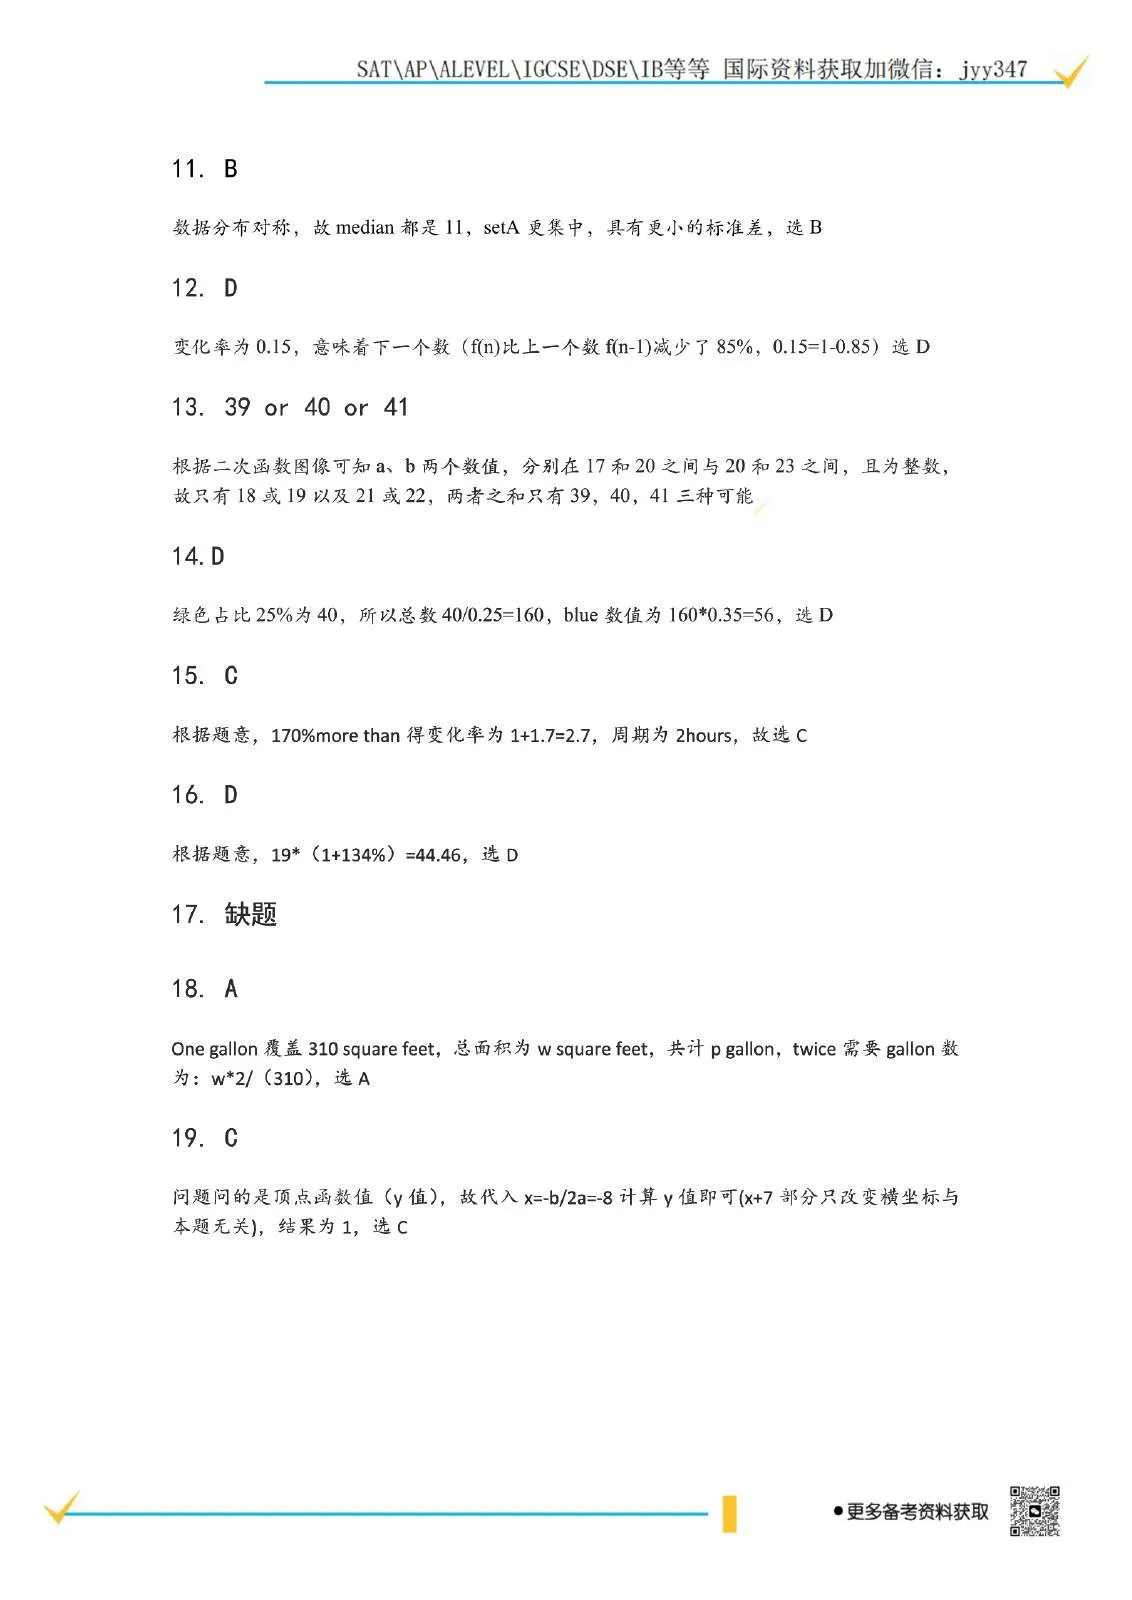 SAT\AP\ALEVEL\IGCSE\DSE\IB等等 国际资料获取加微信：jyy347
11. B
数据分布对称，故 median 都是 11，setA 更集中，具有更小的标准差，选 B
12. D
变化率为 0.15，意味着下一个数（f(n)比上一个数 f(n-1)减少了 85%，0.15=1-0.85）选 D
13. 39 or 40 or 41
根据二次函数图像可知 a、b 两个数值，分别在 17 和 20 之间与 20 和 23 之间，且为整数，
故只有 18 或 19 以及 21 或 22，两者之和只有 39，40，41 三种可能
14. D
绿色占比 25%为 40，所以总数 40/0.25=160，blue 数值为 160*0.35=56，选 D
15. C
根据题意，170%more than 得变化率为 1+1.7=2.7，周期为 2hours，故选 C
16. D
根据题意，19*（1+134%）=44.46，选 D
17. 缺题
18. A
One gallon 覆盖 310 square feet，总面积为 w square feet，共计 p gallon，twice 需要 gallon 数
为：w*2/（310），选 A
19. C
问题问的是顶点函数值（y 值），故代入 x=-b/2a=-8 计算 y 值即可(x+7 部分只改变横坐标与
本题无关)，结果为 1，选 C
●更多备考资料获取